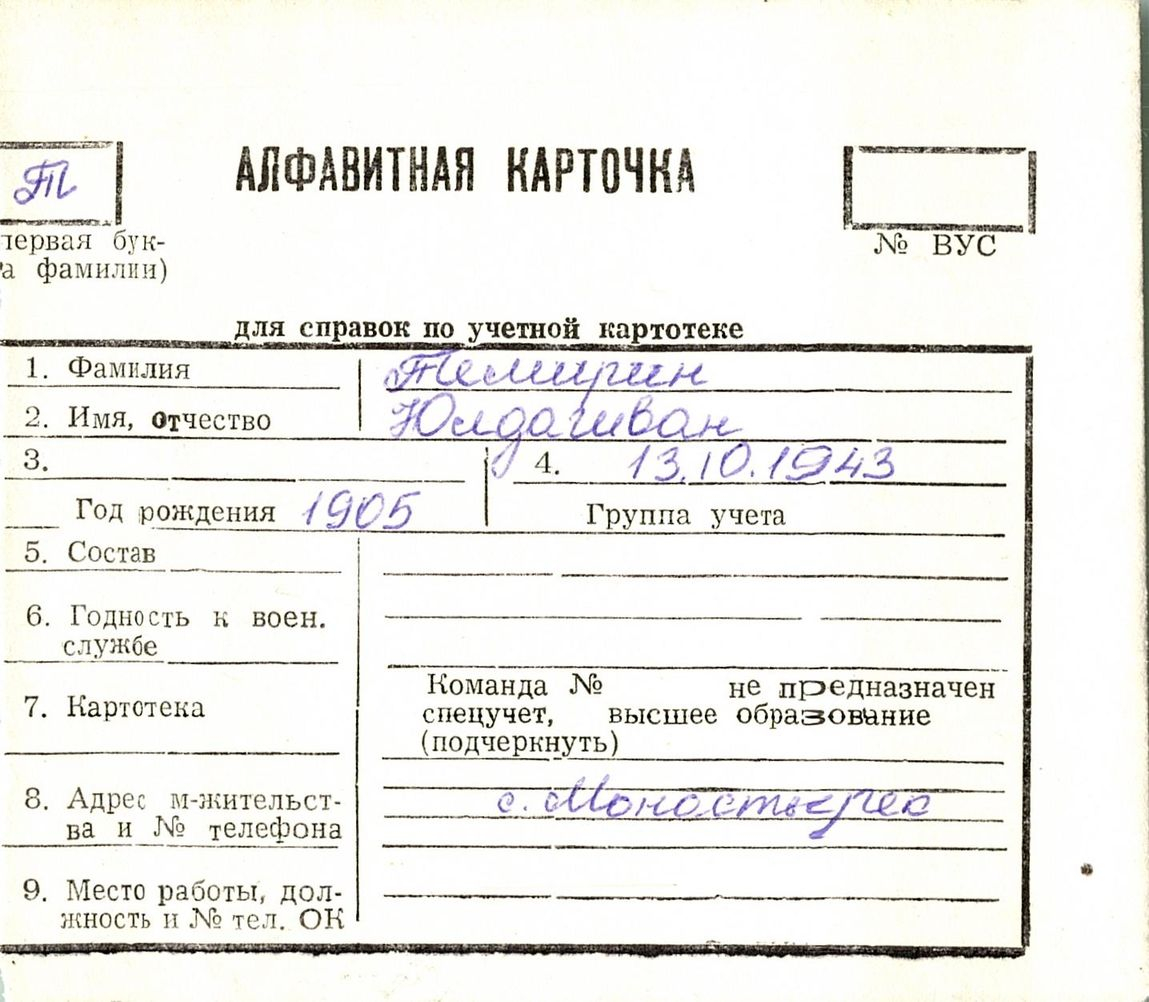 Т
АЛФАВИТНАЯ КАРТОЧКА
первая бук-
а фамилии)
№ ВУС
для справок по учетной картотеке
1. Фамилия Темирин
2. Имя, отчество Юлдашван
3.
4. 13.10.1943
Год рождения 1905
Группа учета
5. Состав
6. Годность к воен.
службе
7. Картотека
Команда № не предназначен
спецучет, высшее образование
(подчеркнуть)
8. Адрес м-жительст-
ва и № телефона
с.
9. Место работы, дол-
жность и № тел. ОК